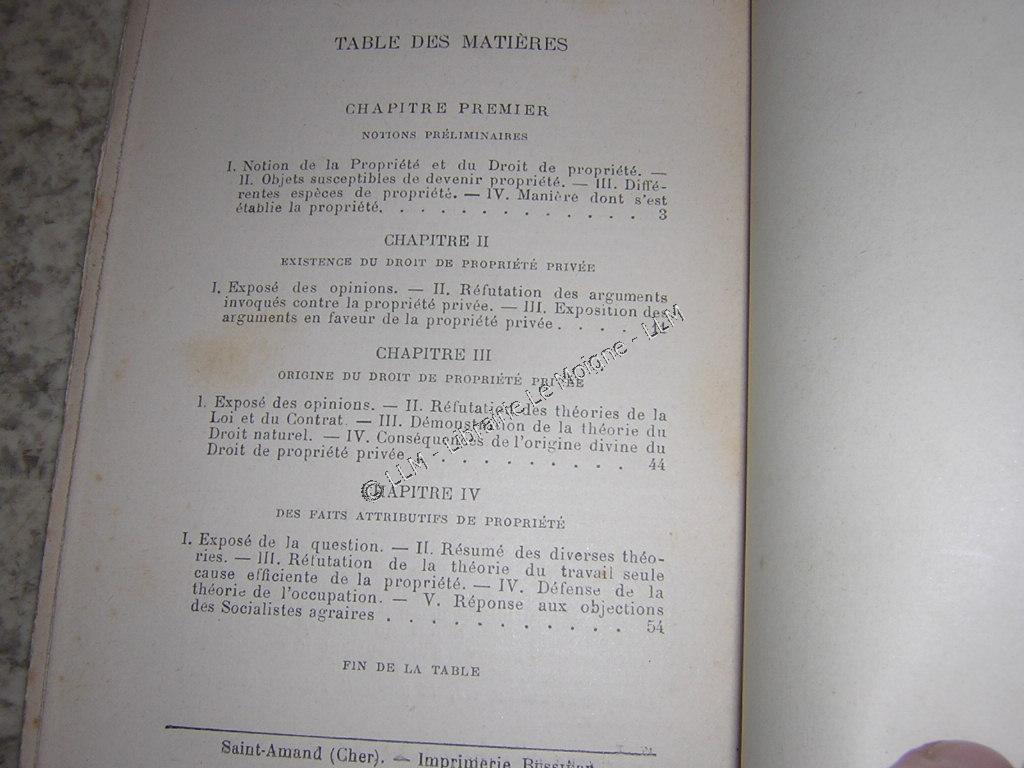 TABLE DES MATIÈRES
CHAPITRE PREMIER
NOTIONS PRÉLIMINAIRES
I. Notion de la Propriété et du Droit de propriété. —
II. Objets susceptibles de devenir propriété. — III. Diffé-
rentes espèces de propriété. — IV. Manière dont s'est
établie la propriété. . . . . . . . . . . . . 3
CHAPITRE II
EXISTENCE DU DROIT DE PROPRIÉTÉ PRIVÉE
I. Exposé des opinions. — II. Réfutation des arguments
invoqués contre la propriété privée. — III. Exposition des
arguments en faveur de la propriété privée . . . . .
CHAPITRE III
ORIGINE DU DROIT DE PROPRIÉTÉ PRIVÉE
I. Exposé des opinions. — II. Réfutation des théories de la
Loi et du Contrat. — III. Démonstration de la théorie du
Droit naturel. — IV. Conséquences de l'origine divine du
Droit de propriété privée. . . . . . . . . . . 44
CHAPITRE IV
DES FAITS ATTRIBUTIFS DE PROPRIÉTÉ
I. Exposé de la question. — II. Résumé des diverses théo-
ries. — III. Réfutation de la théorie du travail seule
cause efficiente de la propriété. — IV. Défense de la
théorie de l'occupation. — V. Réponse aux objections
des Socialistes agraires . . . . . . . . . . . 54
FIN DE LA TABLE
Saint-Amand (Cher). — Imprimerie
© LLM - Librairie Le Moigne - LLM